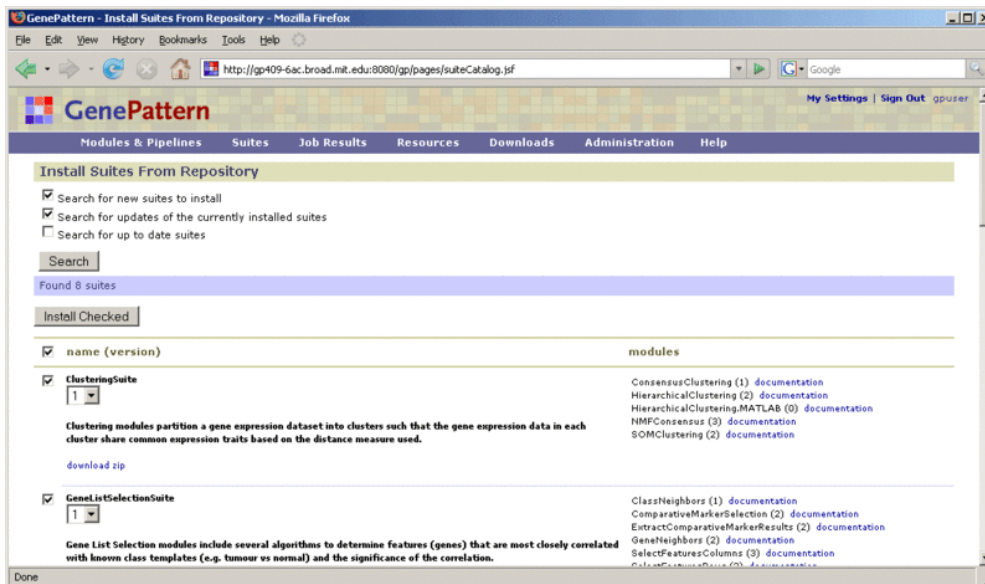 GenePattern - Install Suites From Repository - Mozilla Firefox
File Edit View History Bookmarks Tools Help
http://gp409-6ac.broad.mit.edu:8080/gp/pages/suiteCatalog.jsf
G Google
GenePattern
My Settings | Sign Out gpuser
Modules & Pipelines Suites Job Results Resources Downloads Administration Help
Install Suites From Repository
Search for new suites to install
Search for updates of the currently installed suites
Search for up to date suites
Search
Found 8 suites
Install Checked
name (version) modules
ClusteringSuite
1
Clustering modules partition a gene expression dataset into clusters such that the gene expression data in each
cluster share common expression traits based on the distance measure used.
download zip
ConsensusClustering (1) documentation
HierarchicalClustering (2) documentation
HierarchicalClustering.MATLAB (0) documentation
NMFConsensus (3) documentation
SOMClustering (2) documentation
GeneListSelectionSuite
1
Gene List Selection modules include several algorithms to determine features (genes) that are most closely correlated
with known class templates (e.g. tumour vs normal) and the significance of the correlation.
ClassNeighbors (1) documentation
ComparativeMarkerSelection (2) documentation
ExtractComparativeMarkerResults (2) documentation
GeneNeighbors (2) documentation
SelectFeaturesColumns (3) documentation
Done